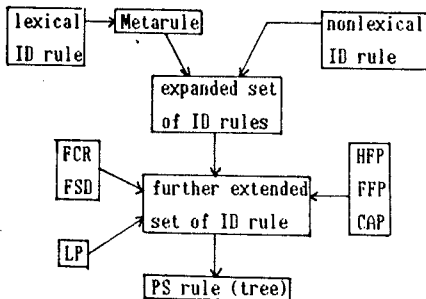 lexical
ID rule
Metarule
nonlexical
ID rule
expanded set
of ID rules
FCR
FSD
further extended
set of ID rule
HFP
FFP
CAP
LP
PS rule (tree)